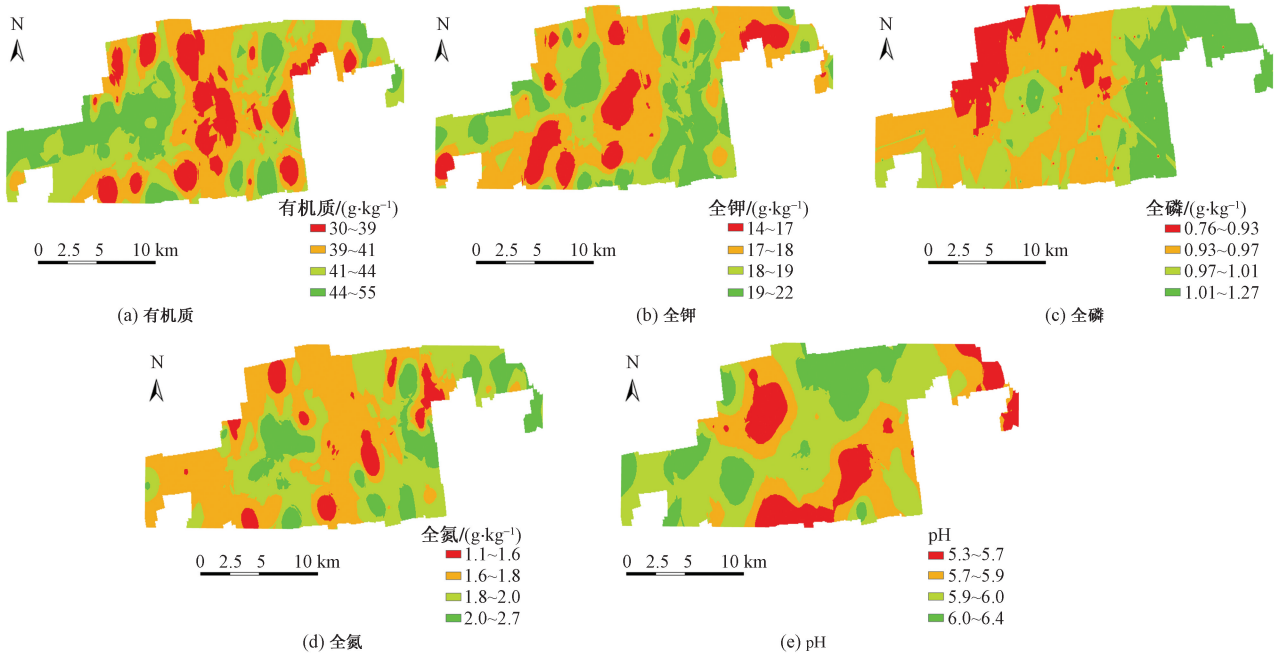 N
有机质/(g·kg⁻¹)
30~39
39~41
41~44
44~55
0 2.5 5 10 km
(a) 有机质
N
全钾/(g·kg⁻¹)
14~17
17~18
18~19
19~22
0 2.5 5 10 km
(b) 全钾
N
全磷/(g·kg⁻¹)
0.76~0.93
0.93~0.97
0.97~1.01
1.01~1.27
0 2.5 5 10 km
(c) 全磷
N
全氮/(g·kg⁻¹)
1.1~1.6
1.6~1.8
1.8~2.0
2.0~2.7
0 2.5 5 10 km
(d) 全氮
N
pH
5.3~5.7
5.7~5.9
5.9~6.0
6.0~6.4
0 2.5 5 10 km
(e) pH